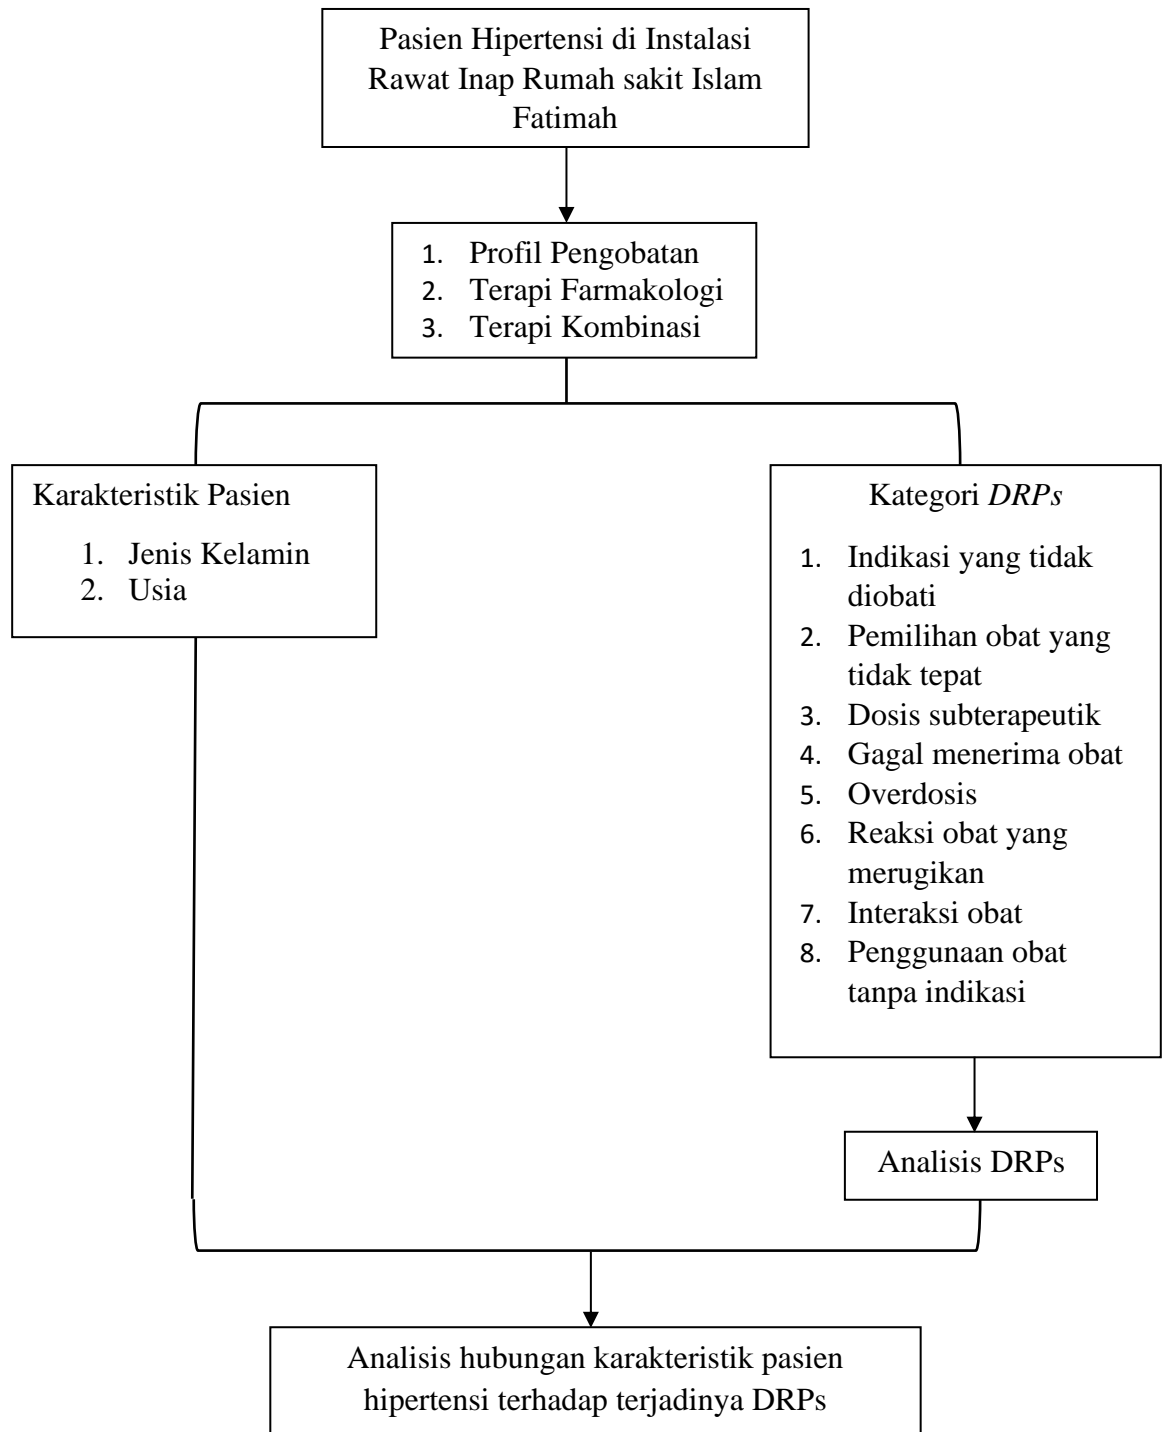 Pasien Hipertensi di Instalasi
Rawat Inap Rumah sakit Islam
Fatimah
1. Profil Pengobatan
2. Terapi Farmakologi
3. Terapi Kombinasi
Karakteristik Pasien
1. Jenis Kelamin
2. Usia
Kategori DRPs
1. Indikasi yang tidak
diobati
2. Pemilihan obat yang
tidak tepat
3. Dosis subterapeutik
4. Gagal menerima obat
5. Overdosis
6. Reaksi obat yang
merugikan
7. Interaksi obat
8. Penggunaan obat
tanpa indikasi
Analisis DRPs
Analisis hubungan karakteristik pasien
hipertensi terhadap terjadinya DRPs